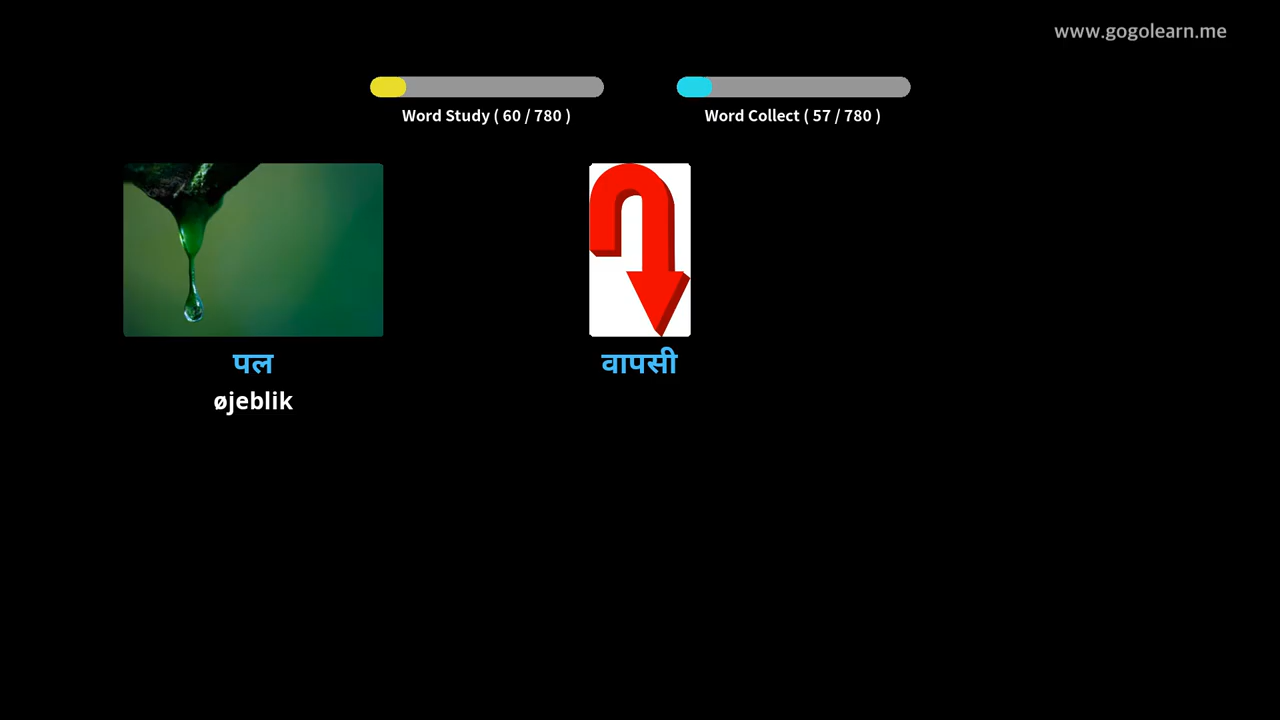 www.gogolearn.me
Word Study ( 60 / 780 )
Word Collect ( 57 / 780 )
पल
वापसी
øjeblik